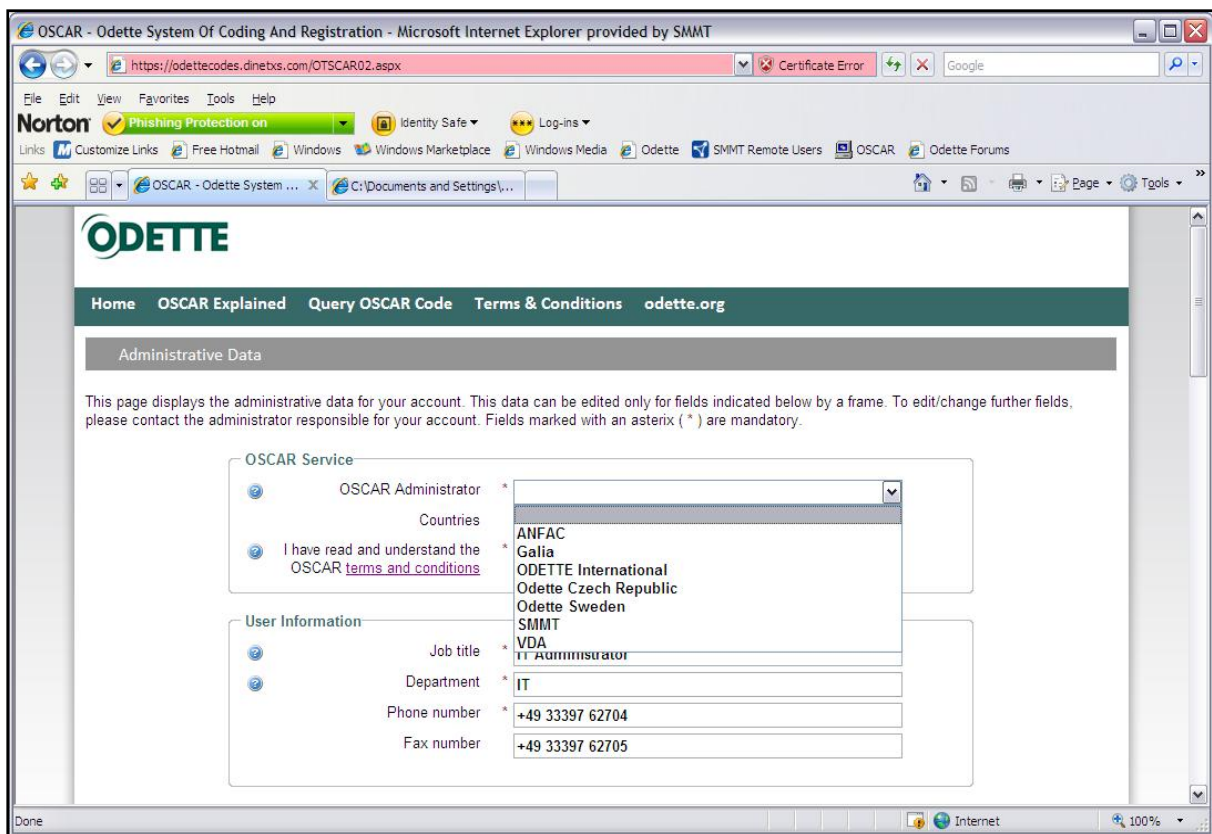 OSCAR - Odette System Of Coding And Registration - Microsoft Internet Explorer provided by SMMT
https://odettecodes.dinetxs.com/OTSCAR02.aspx
Certificate Error
Google
File Edit View Favorites Tools Help
Norton Phishing Protection on Identity Safe Log-ins
Links Customize Links Free Hotmail Windows Windows Marketplace Windows Media Odette SMMT Remote Users OSCAR Odette Forums
OSCAR - Odette System ... X C:\Documents and Settings\... Page Tools »
ODETTE
Home OSCAR Explained Query OSCAR Code Terms & Conditions odette.org
Administrative Data
This page displays the administrative data for your account. This data can be edited only for fields indicated below by a frame. To edit/change further fields,
please contact the administrator responsible for your account. Fields marked with an asterix ( * ) are mandatory.
OSCAR Service
OSCAR Administrator *
Countries
I have read and understand the *
OSCAR terms and conditions
ANFAC
Galia
ODETTE International
Odette Czech Republic
Odette Sweden
SMMT
VDA
User Information
Job title * IT Administrator
Department * IT
Phone number * +49 33397 62704
Fax number +49 33397 62705
Done Internet 100%